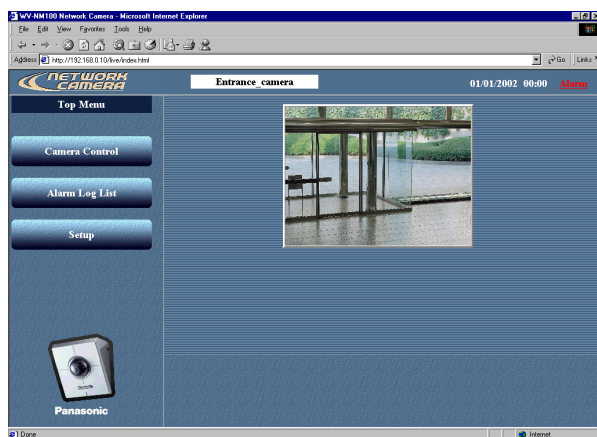 WV-NM100 Network Camera - Microsoft Internet Explorer
File Edit View Favorites Tools Help
Address http://192.168.0.10/live/index.html Go Links
NETWORK
CAMERA
Entrance_camera
01/01/2002 00:00
Alarm
Top Menu
Camera Control
Alarm Log List
Setup
Panasonic
Done Internet